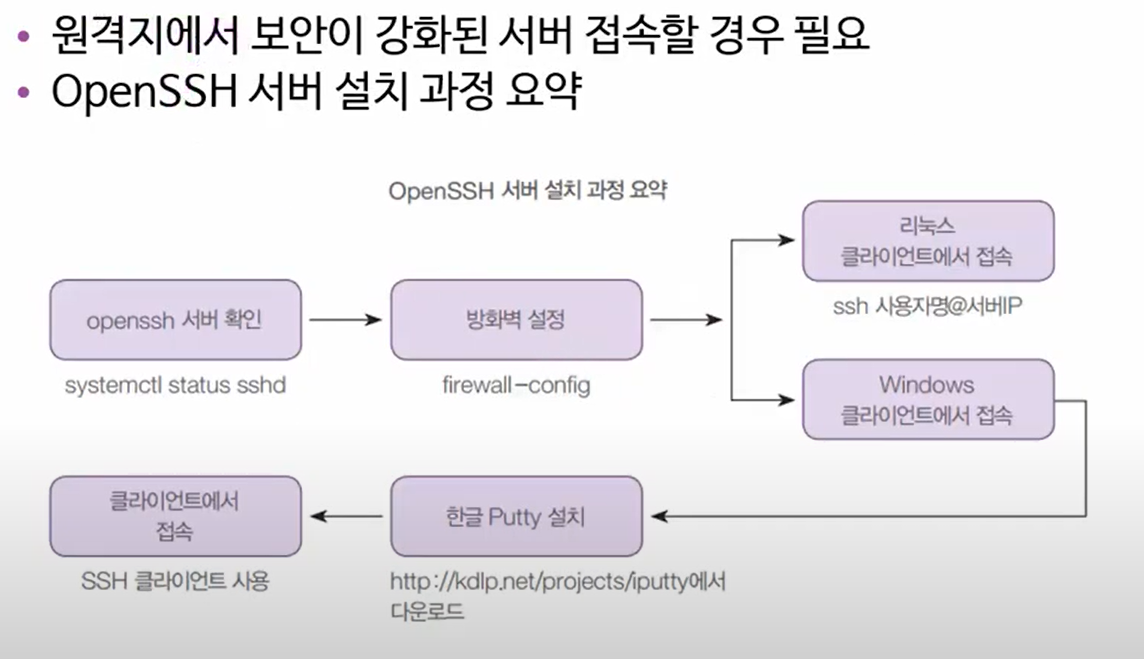 • 원격지에서 보안이 강화된 서버 접속할 경우 필요
• OpenSSH 서버 설치 과정 요약
OpenSSH 서버 설치 과정 요약
openssh 서버 확인
systemctl status sshd
방화벽 설정
firewall-config
리눅스
클라이언트에서 접속
ssh 사용자명@서버IP
Windows
클라이언트에서 접속
한글 Putty 설치
http://kdlp.net/projects/iputty에서
다운로드
클라이언트에서
접속
SSH 클라이언트 사용